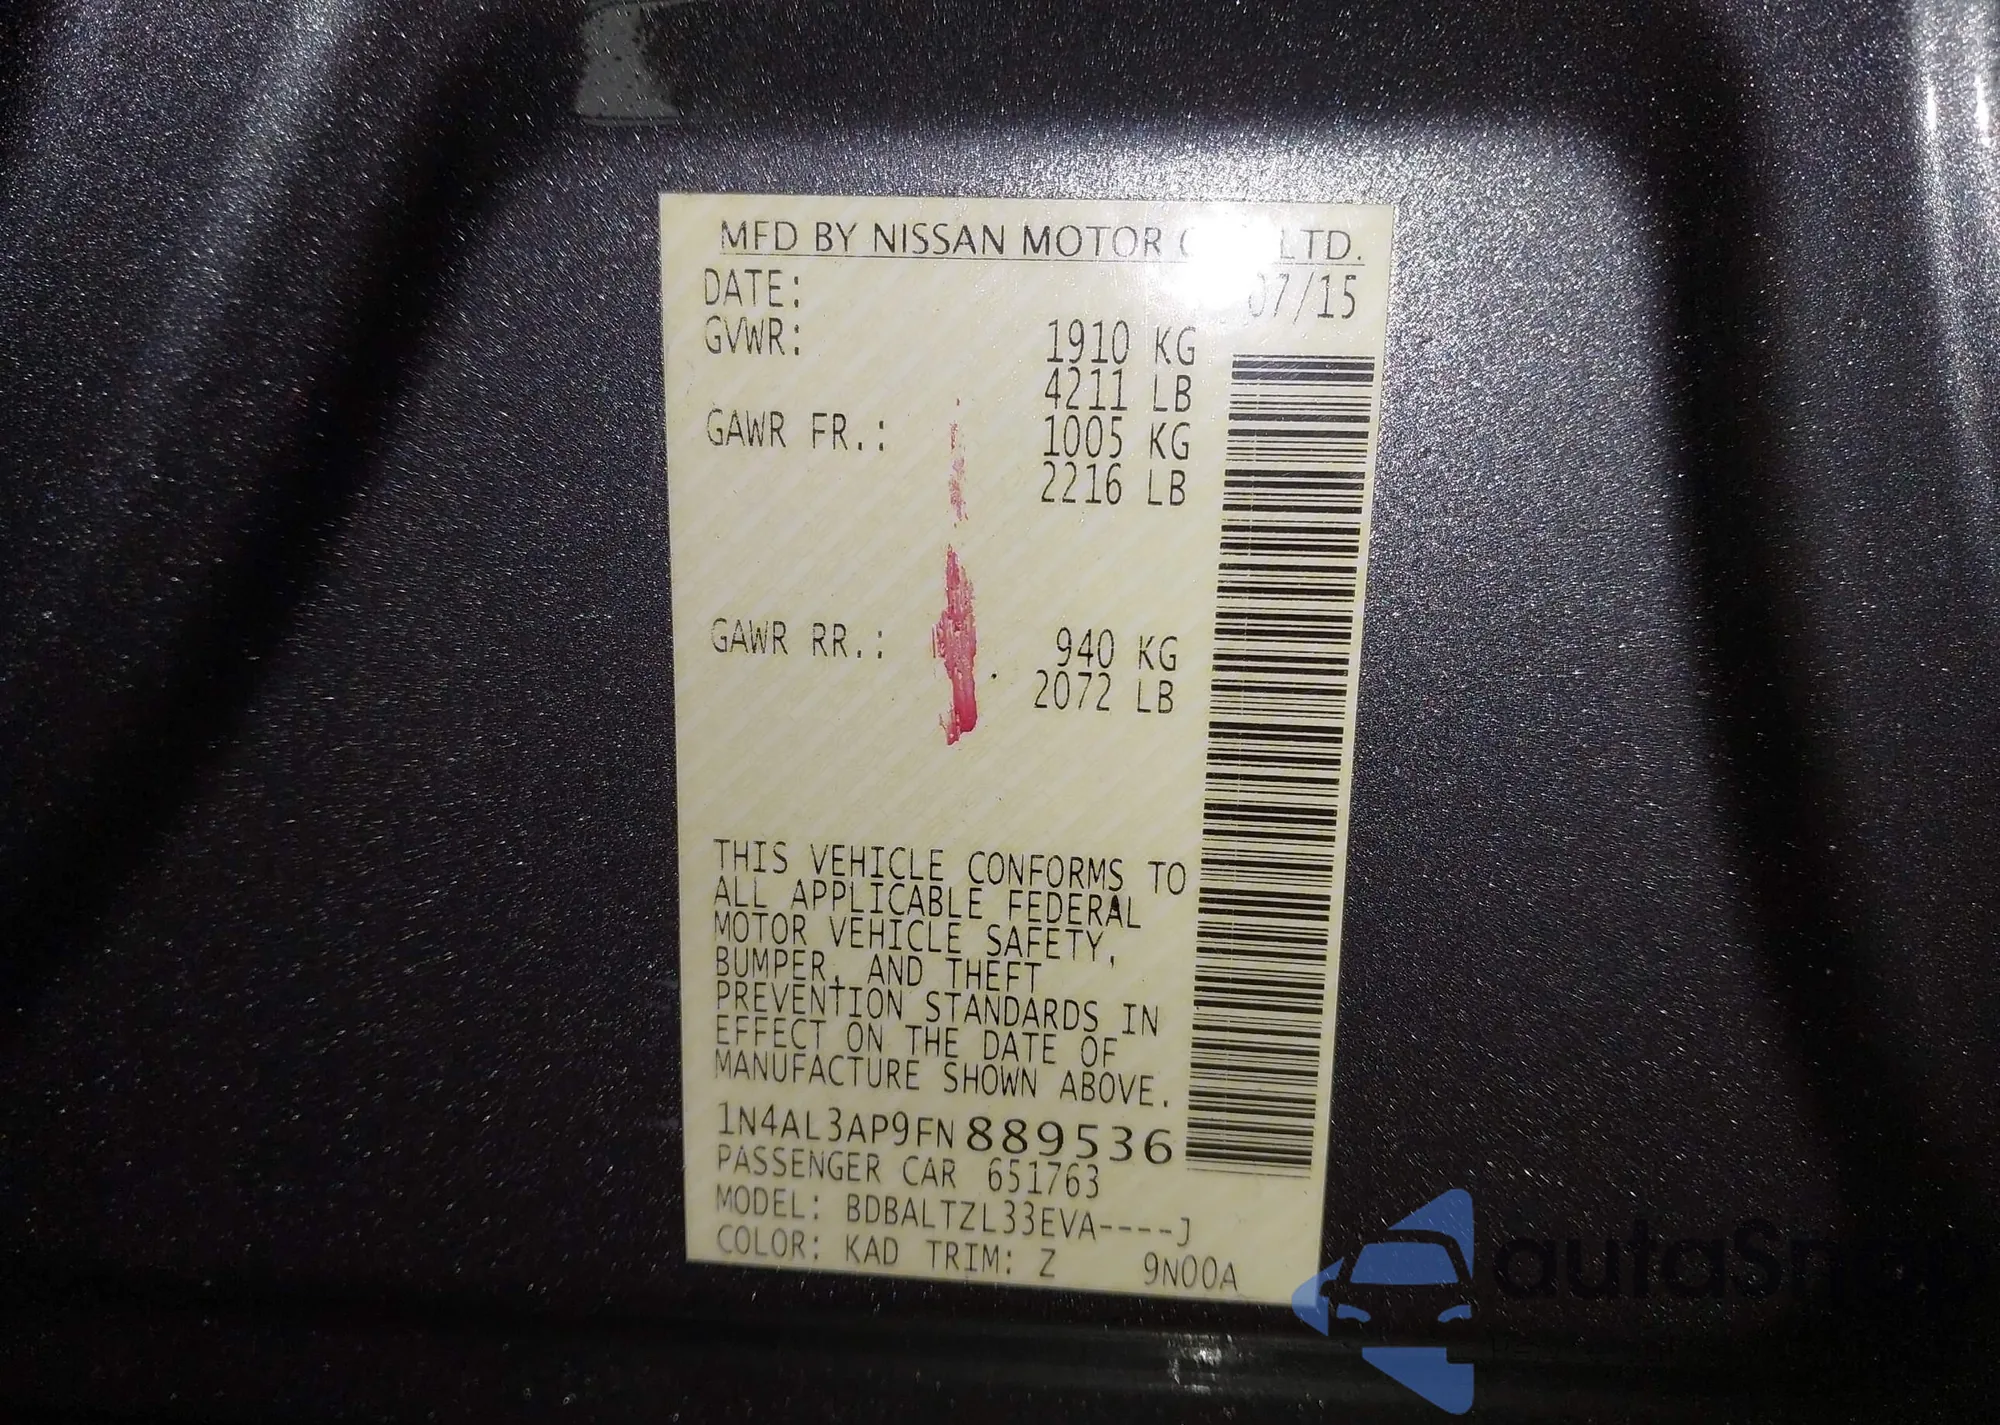 MFD BY NISSAN MOTOR LTD.
DATE: 07/15
GVWR: 1910 KG
4211 LB
GAWR FR.: 1005 KG
2216 LB
GAWR RR.: 940 KG
2072 LB
THIS VEHICLE CONFORMS TO
ALL APPLICABLE FEDERAL
MOTOR VEHICLE SAFETY,
BUMPER, AND THEFT
PREVENTION STANDARDS IN
EFFECT ON THE DATE OF
MANUFACTURE SHOWN ABOVE.
1N4AL3AP9FN889536
PASSENGER CAR 651763
MODEL: BDBALTZL33EVA----J
COLOR: KAD TRIM: Z 9N00A